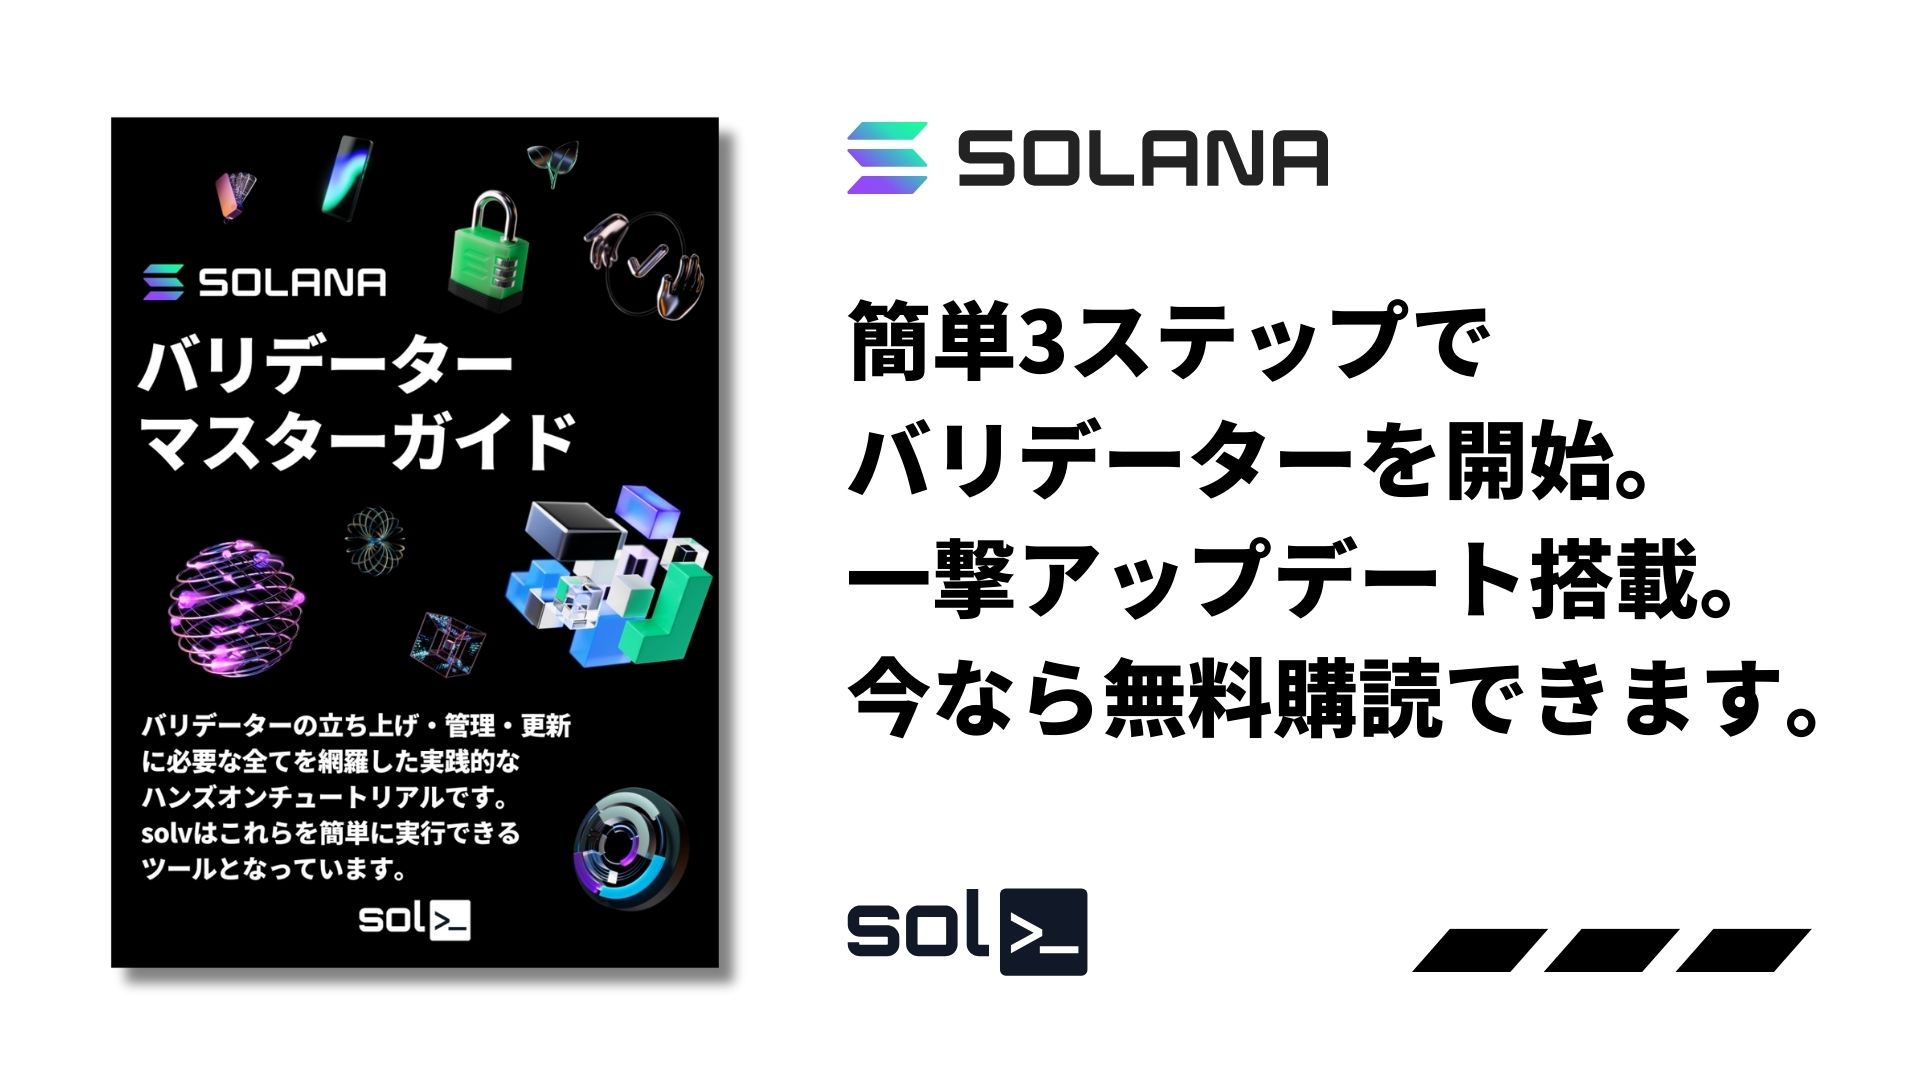 SOLANA
バリデーター
マスターガイド
バリデーターの立ち上げ・管理・更新
に必要な全てを網羅した実践的な
ハンズオンチュートリアルです。
solvはこれらを簡単に実行できる
ツールとなっています。
sol>_
SOLANA
簡単3ステップで
バリデーターを開始。
一撃アップデート搭載。
今なら無料購読できます。
sol>_